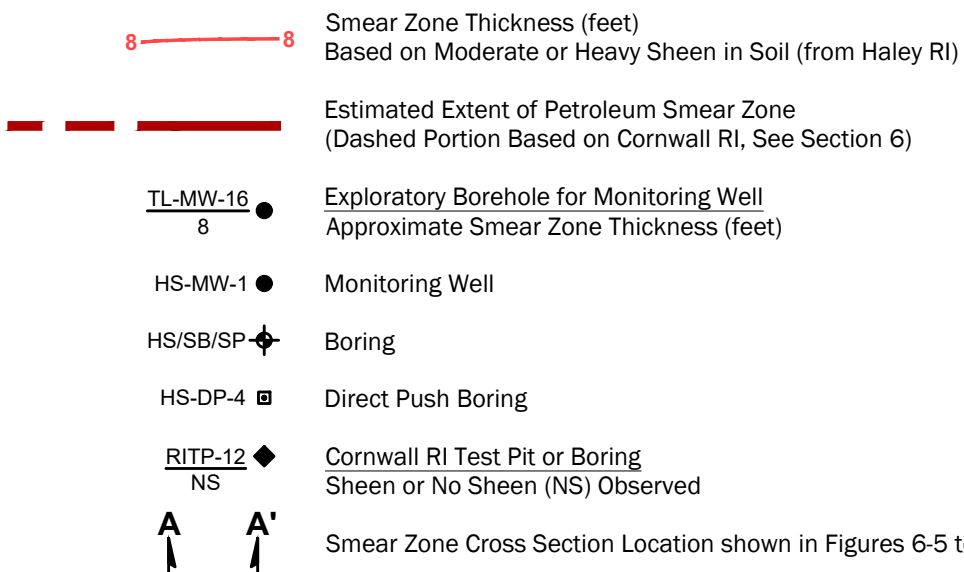 8 8 Smear Zone Thickness (feet)
Based on Moderate or Heavy Sheen in Soil (from Haley RI)
Estimated Extent of Petroleum Smear Zone
(Dashed Portion Based on Cornwall RI, See Section 6)
TL-MW-16 Exploratory Borehole for Monitoring Well
8 Approximate Smear Zone Thickness (feet)
HS-MW-1 Monitoring Well
HS/SB/SP Boring
HS-DP-4 Direct Push Boring
RITP-12 Cornwall RI Test Pit or Boring
NS Sheen or No Sheen (NS) Observed
A A'
Smear Zone Cross Section Location shown in Figures 6-5 t